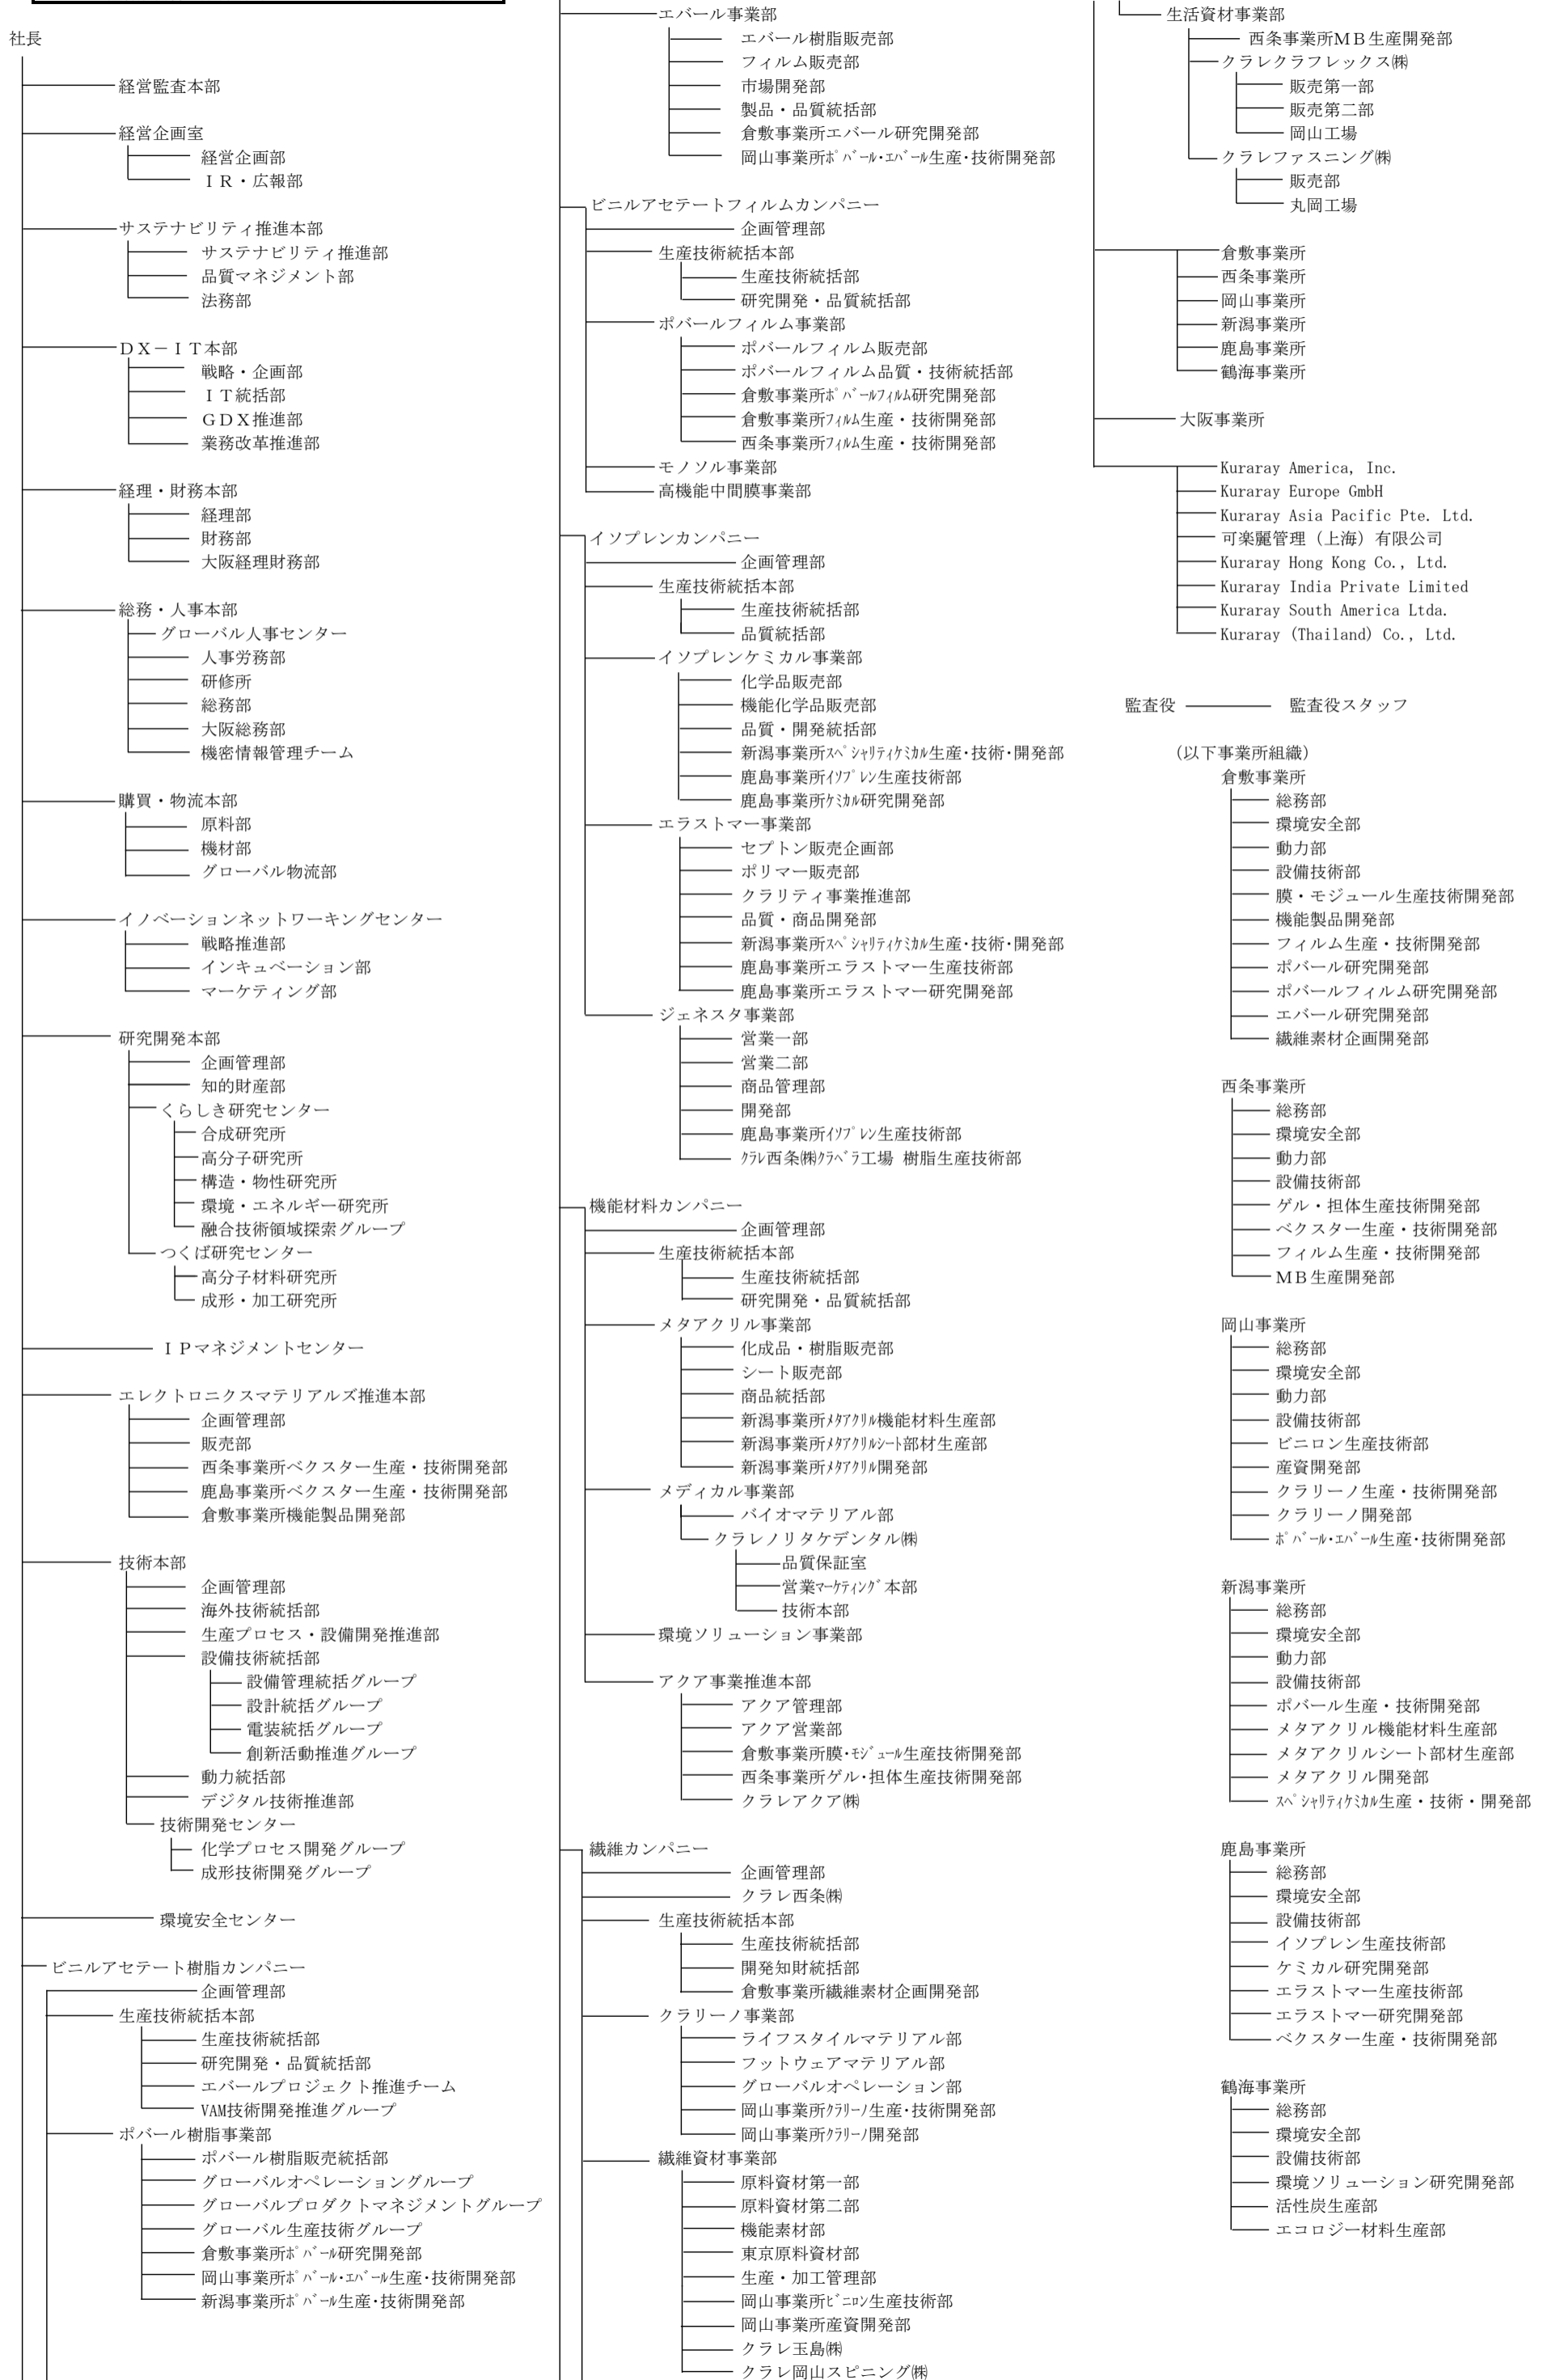 社長
経営監査本部
経営企画室
経営企画部
ＩＲ・広報部
サステナビリティ推進本部
サステナビリティ推進部
品質マネジメント部
法務部
ＤＸ－ＩＴ本部
戦略・企画部
ＩＴ統括部
ＧＤＸ推進部
業務改革推進部
経理・財務本部
経理部
財務部
大阪経理財務部
総務・人事本部
グローバル人事センター
人事労務部
研修所
総務部
大阪総務部
機密情報管理チーム
購買・物流本部
原料部
機材部
グローバル物流部
イノベーションネットワーキングセンター
戦略推進部
インキュベーション部
マーケティング部
研究開発本部
企画管理部
知的財産部
くらしき研究センター
合成研究所
高分子研究所
構造・物性研究所
環境・エネルギー研究所
融合技術領域探索グループ
つくば研究センター
高分子材料研究所
成形・加工研究所
ＩＰマネジメントセンター
エレクトロニクスマテリアルズ推進本部
企画管理部
販売部
西条事業所ベクスター生産・技術開発部
鹿島事業所ベクスター生産・技術開発部
倉敷事業所機能製品開発部
技術本部
企画管理部
海外技術統括部
生産プロセス・設備開発推進部
設備技術統括部
設備管理統括グループ
設計統括グループ
電装統括グループ
創新活動推進グループ
動力統括部
デジタル技術推進部
技術開発センター
化学プロセス開発グループ
成形技術開発グループ
環境安全センター
ビニルアセテート樹脂カンパニー
企画管理部
生産技術統括本部
生産技術統括部
研究開発・品質統括部
エバールプロジェクト推進チーム
VAM技術開発推進グループ
ポバール樹脂事業部
ポバール樹脂販売統括部
グローバルオペレーショングループ
グローバルプロダクトマネジメントグループ
グローバル生産技術グループ
倉敷事業所ﾎﾟﾊﾞｰﾙ研究開発部
岡山事業所ﾎﾟﾊﾞｰﾙ･ｴﾊﾞｰﾙ生産･技術開発部
新潟事業所ﾎﾟﾊﾞｰﾙ生産･技術開発部
エバール事業部
エバール樹脂販売部
フィルム販売部
市場開発部
製品・品質統括部
倉敷事業所エバール研究開発部
岡山事業所ﾎﾟﾊﾞｰﾙ･ｴﾊﾞｰﾙ生産･技術開発部
ビニルアセテートフィルムカンパニー
企画管理部
生産技術統括本部
生産技術統括部
研究開発・品質統括部
ポバールフィルム事業部
ポバールフィルム販売部
ポバールフィルム品質・技術統括部
倉敷事業所ﾎﾟﾊﾞｰﾙﾌｨﾙﾑ研究開発部
倉敷事業所ﾌｨﾙﾑ生産・技術開発部
西条事業所ﾌｨﾙﾑ生産・技術開発部
モノソル事業部
高機能中間膜事業部
イソプレンカンパニー
企画管理部
生産技術統括本部
生産技術統括部
品質統括部
イソプレンケミカル事業部
化学品販売部
機能化学品販売部
品質・開発統括部
新潟事業所ｽﾍﾟｼｬﾘﾃｨｹﾐｶﾙ生産･技術･開発部
鹿島事業所ｲｿﾌﾟﾚﾝ生産技術部
鹿島事業所ｹﾐｶﾙ研究開発部
エラストマー事業部
セプトン販売企画部
ポリマー販売部
クラリティ事業推進部
品質・商品開発部
新潟事業所ｽﾍﾟｼｬﾘﾃｨｹﾐｶﾙ生産･技術･開発部
鹿島事業所エラストマー生産技術部
鹿島事業所エラストマー研究開発部
ジェネスタ事業部
営業一部
営業二部
商品管理部
開発部
鹿島事業所ｲｿﾌﾟﾚﾝ生産技術部
ｸﾗﾚ西条㈱ｸﾗﾍﾞﾗ工場 樹脂生産技術部
機能材料カンパニー
企画管理部
生産技術統括本部
生産技術統括部
研究開発・品質統括部
メタアクリル事業部
化成品・樹脂販売部
シート販売部
商品統括部
新潟事業所ﾒﾀｱｸﾘﾙ機能材料生産部
新潟事業所ﾒﾀｱｸﾘﾙｼｰﾄ部材生産部
新潟事業所ﾒﾀｱｸﾘﾙ開発部
メディカル事業部
バイオマテリアル部
クラレノリタケデンタル㈱
品質保証室
営業ﾏｰｹﾃｨﾝｸﾞ本部
技術本部
環境ソリューション事業部
アクア事業推進本部
アクア管理部
アクア営業部
倉敷事業所膜･ﾓｼﾞｭｰﾙ生産技術開発部
西条事業所ゲル･担体生産技術開発部
クラレアクア㈱
繊維カンパニー
企画管理部
クラレ西条㈱
生産技術統括本部
生産技術統括部
開発知財統括部
倉敷事業所繊維素材企画開発部
クラリーノ事業部
ライフスタイルマテリアル部
フットウェアマテリアル部
グローバルオペレーション部
岡山事業所ｸﾗﾘｰﾉ生産･技術開発部
岡山事業所ｸﾗﾘｰﾉ開発部
繊維資材事業部
原料資材第一部
原料資材第二部
機能素材部
東京原料資材部
生産・加工管理部
岡山事業所ﾋﾞﾆﾛﾝ生産技術部
岡山事業所産資開発部
クラレ玉島㈱
クラレ岡山スピニング㈱
生活資材事業部
西条事業所ＭＢ生産開発部
クラレクラフレックス㈱
販売第一部
販売第二部
岡山工場
クラレファスニング㈱
販売部
丸岡工場
倉敷事業所
西条事業所
岡山事業所
新潟事業所
鹿島事業所
鶴海事業所
大阪事業所
Kuraray America, Inc.
Kuraray Europe GmbH
Kuraray Asia Pacific Pte. Ltd.
可楽麗管理（上海）有限公司
Kuraray Hong Kong Co., Ltd.
Kuraray India Private Limited
Kuraray South America Ltda.
Kuraray (Thailand) Co., Ltd.
監査役 監査役スタッフ
（以下事業所組織）
倉敷事業所
総務部
環境安全部
動力部
設備技術部
膜・モジュール生産技術開発部
機能製品開発部
フィルム生産・技術開発部
ポバール研究開発部
ポバールフィルム研究開発部
エバール研究開発部
繊維素材企画開発部
西条事業所
総務部
環境安全部
動力部
設備技術部
ゲル・担体生産技術開発部
ベクスター生産・技術開発部
フィルム生産・技術開発部
ＭＢ生産開発部
岡山事業所
総務部
環境安全部
動力部
設備技術部
ビニロン生産技術部
産資開発部
クラリーノ生産・技術開発部
クラリーノ開発部
ﾎﾟﾊﾞｰﾙ･ｴﾊﾞｰﾙ生産･技術開発部
新潟事業所
総務部
環境安全部
動力部
設備技術部
ポバール生産・技術開発部
メタアクリル機能材料生産部
メタアクリルシート部材生産部
メタアクリル開発部
ｽﾍﾟｼｬﾘﾃｨｹﾐｶﾙ生産・技術・開発部
鹿島事業所
総務部
環境安全部
設備技術部
イソプレン生産技術部
ケミカル研究開発部
エラストマー生産技術部
エラストマー研究開発部
ベクスター生産・技術開発部
鶴海事業所
総務部
環境安全部
設備技術部
環境ソリューション研究開発部
活性炭生産部
エコロジー材料生産部